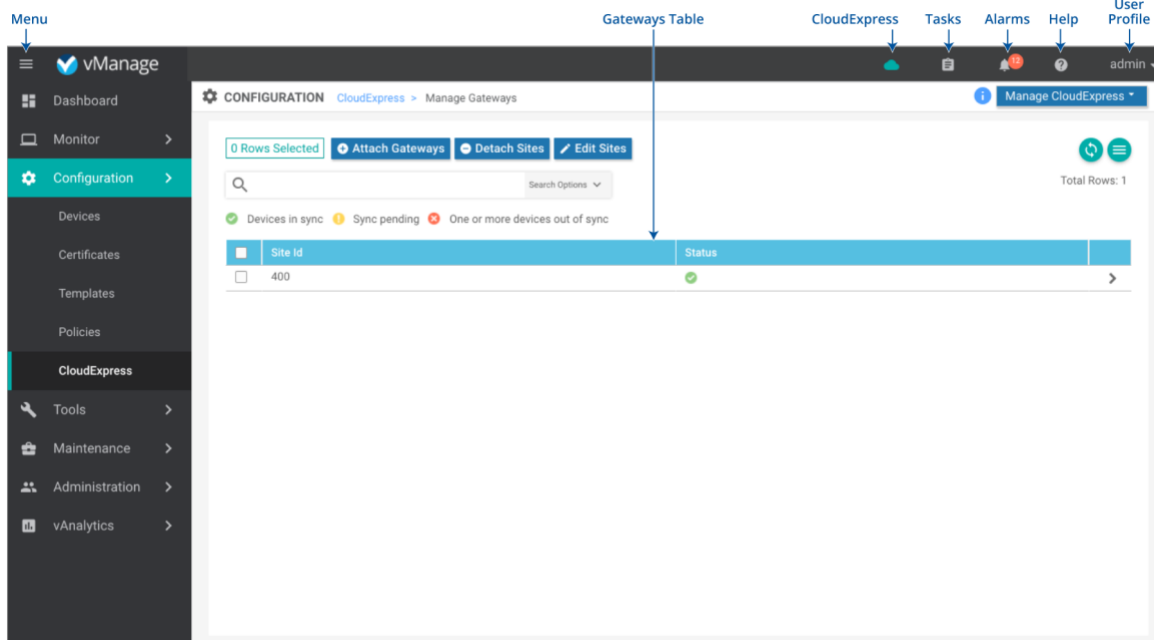 User
Menu
Gateways Table
CloudExpress
Tasks
Alarms
Help
Profile
vManage
12
admin
Dashboard
CONFIGURATION CloudExpress > Manage Gateways
Manage CloudExpress
Monitor
0 Rows Selected
Attach Gateways
Detach Sites
Edit Sites
Configuration
Search Options
Total Rows: 1
Devices
Devices in sync
Sync pending
One or more devices out of sync
Certificates
Site Id
Status
400
Templates
Policies
CloudExpress
Tools
Maintenance
Administration
vAnalytics